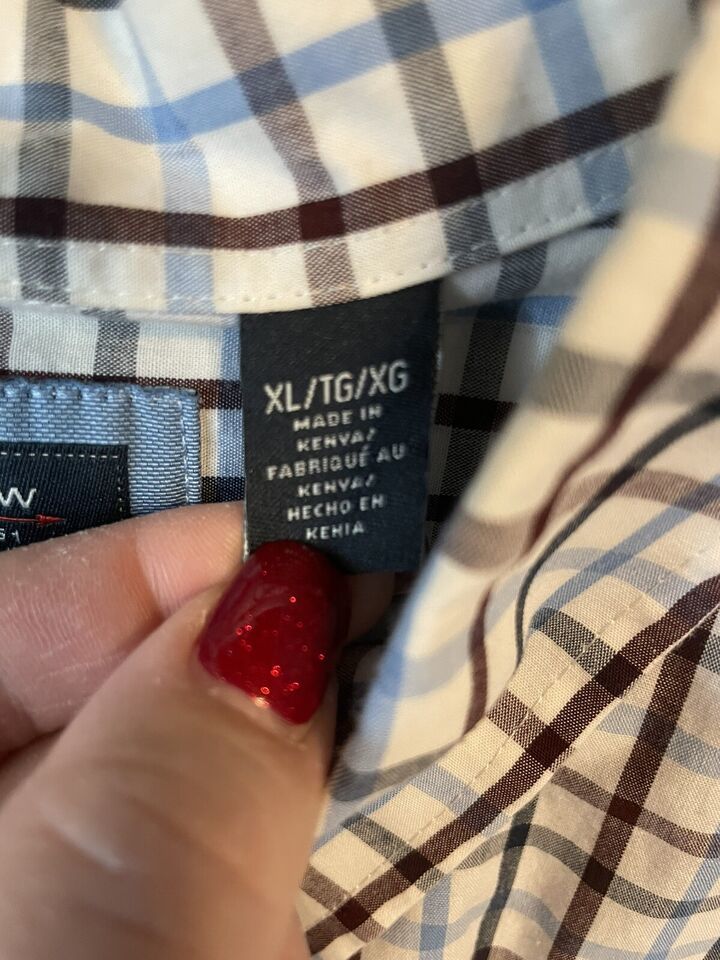 XL/TG/XG
MADE IN
KENYA/
FABRIQUÉ AU
KENYA/
HECHO EN
KENIA
W